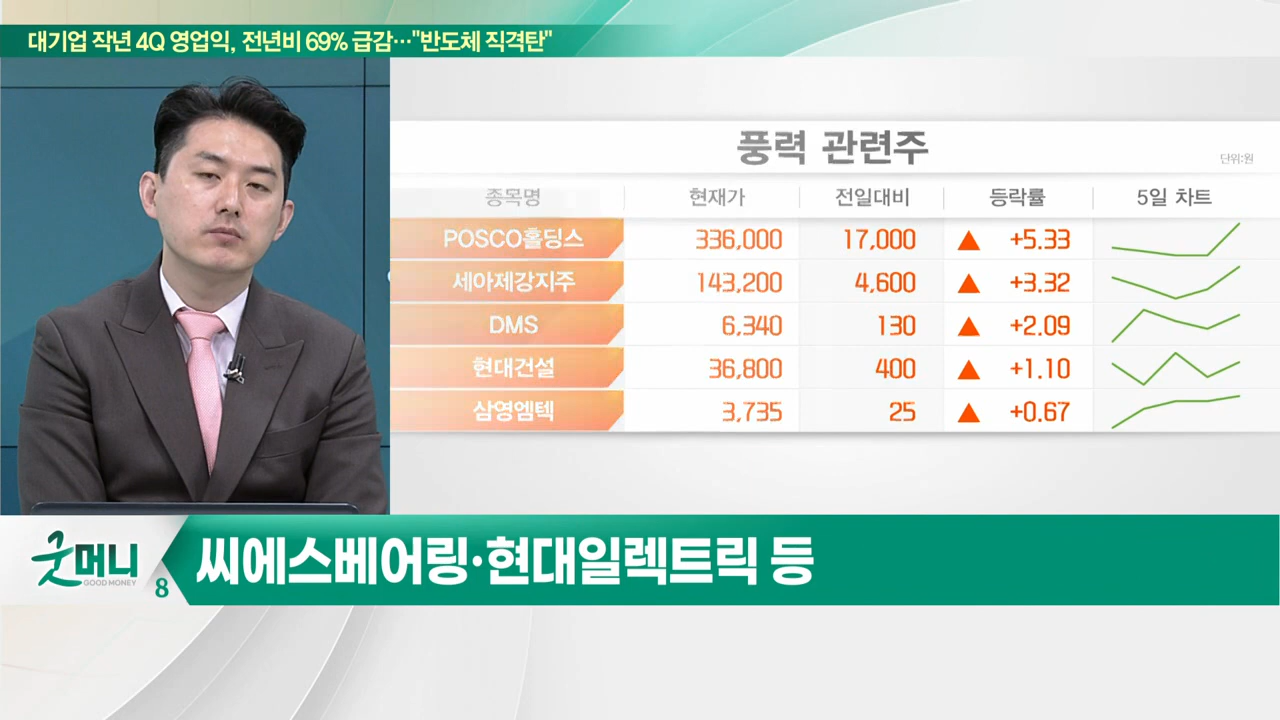 대기업 작년 4Q 영업익, 전년비 69% 급감…"반도체 직격탄"
풍력 관련주
단위:원
종목명 현재가 전일대비 등락률 5일 차트
POSCO홀딩스 336,000 17,000 ▲ +5.33
세아제강지주 143,200 4,600 ▲ +3.32
DMS 6,340 130 ▲ +2.09
현대건설 36,800 400 ▲ +1.10
삼영엠텍 3,735 25 ▲ +0.67
굿머니
GOOD MONEY
8
씨에스베어링·현대일렉트릭 등